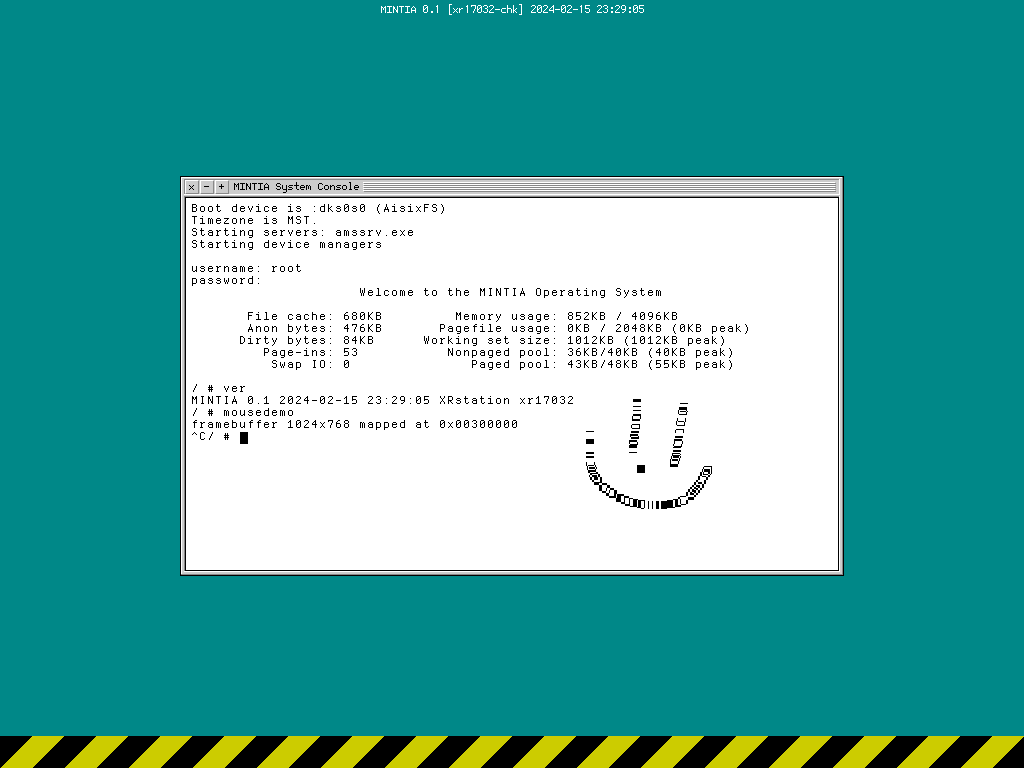 MINTIA 0.1 [xr17032-chk] 2024-02-15 23:29:05
x - + MINTIA System Console
Boot device is :dks0s0 (AisixFS)
Timezone is MST.
Starting servers: amssrv.exe
Starting device managers
username: root
password:
Welcome to the MINTIA Operating System
File cache: 680KB Memory usage: 852KB / 4096KB
Anon bytes: 476KB Pagefile usage: 0KB / 2048KB (0KB peak)
Dirty bytes: 84KB Working set size: 1012KB (1012KB peak)
Page-ins: 53 Nonpaged pool: 36KB/40KB (40KB peak)
Swap IO: 0 Paged pool: 43KB/48KB (55KB peak)
/ # ver
MINTIA 0.1 2024-02-15 23:29:05 XRstation xr17032
/ # mousedemo
framebuffer 1024x768 mapped at 0x00300000
^C/ #